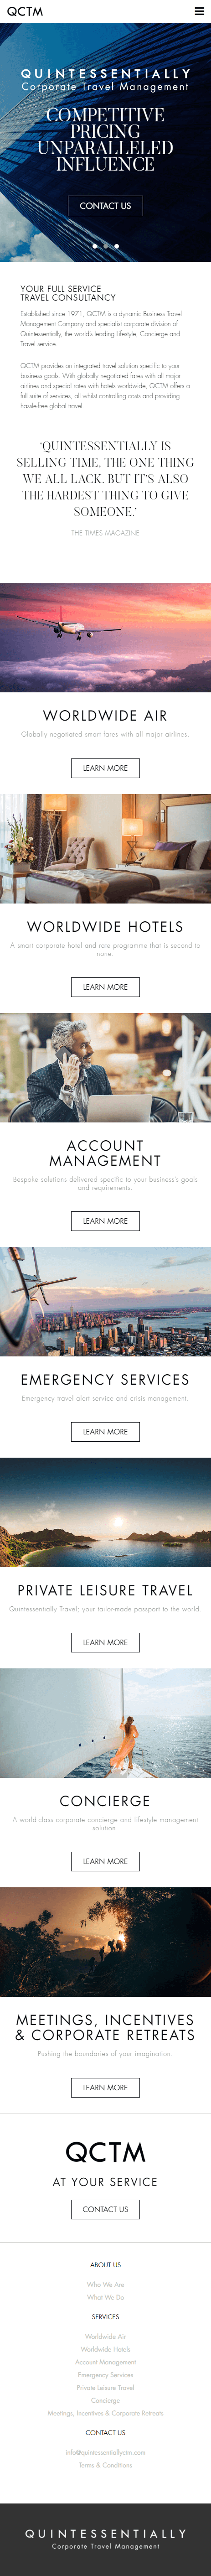 QCTM
QUINTESSENTIALLY
Corporate Travel Management
COMPETITIVE
PRICING
UNPARALLELED
INFLUENCE
CONTACT US
YOUR FULL SERVICE
TRAVEL CONSULTANCY
Established since 1971, QCTM is a dynamic Business Travel
Management Company and specialist corporate division of
Quintessentially, the world's leading Lifestyle, Concierge and
Travel service.
QCTM provides an integrated travel solution specific to your
business goals. With globally negotiated fares with all major
airlines and special rates with hotels worldwide, QCTM offers a
full suite of services, all whilst controlling costs and providing
hassle-free global travel.
'QUINTESSENTIALLY IS
SELLING TIME, THE ONE THING
WE ALL LACK. BUT IT'S ALSO
THE HARDEST THING TO GIVE
SOMEONE.'
THE TIMES MAGAZINE
WORLDWIDE AIR
Globally negotiated smart fares with all major airlines.
LEARN MORE
WORLDWIDE HOTELS
A smart corporate hotel and rate programme that is second to
none.
LEARN MORE
ACCOUNT
MANAGEMENT
Bespoke solutions delivered specific to your business's goals
and requirements.
LEARN MORE
EMERGENCY SERVICES
Emergency travel alert service and crisis management.
LEARN MORE
PRIVATE LEISURE TRAVEL
Quintessentially Travel; your tailor-made passport to the world.
LEARN MORE
CONCIERGE
A world-class corporate concierge and lifestyle management
solution.
LEARN MORE
MEETINGS, INCENTIVES
& CORPORATE RETREATS
Pushing the boundaries of your imagination.
LEARN MORE
QCTM
AT YOUR SERVICE
CONTACT US
ABOUT US
Who We Are
What We Do
SERVICES
Worldwide Air
Worldwide Hotels
Account Management
Emergency Services
Private Leisure Travel
Concierge
Meetings, Incentives & Corporate Retreats
CONTACT US
info@quintessentiallyctm.com
Terms & Conditions
QUINTESSENTIALLY
Corporate Travel Management